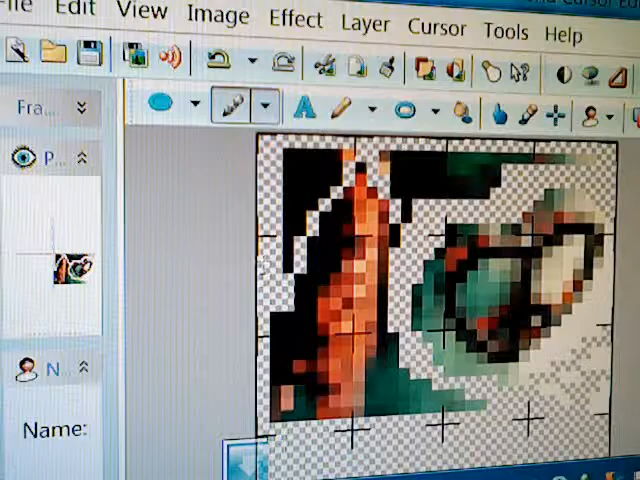 File Edit View Image Effect Layer Cursor Tools Help
Fra...
P...
N
Name: